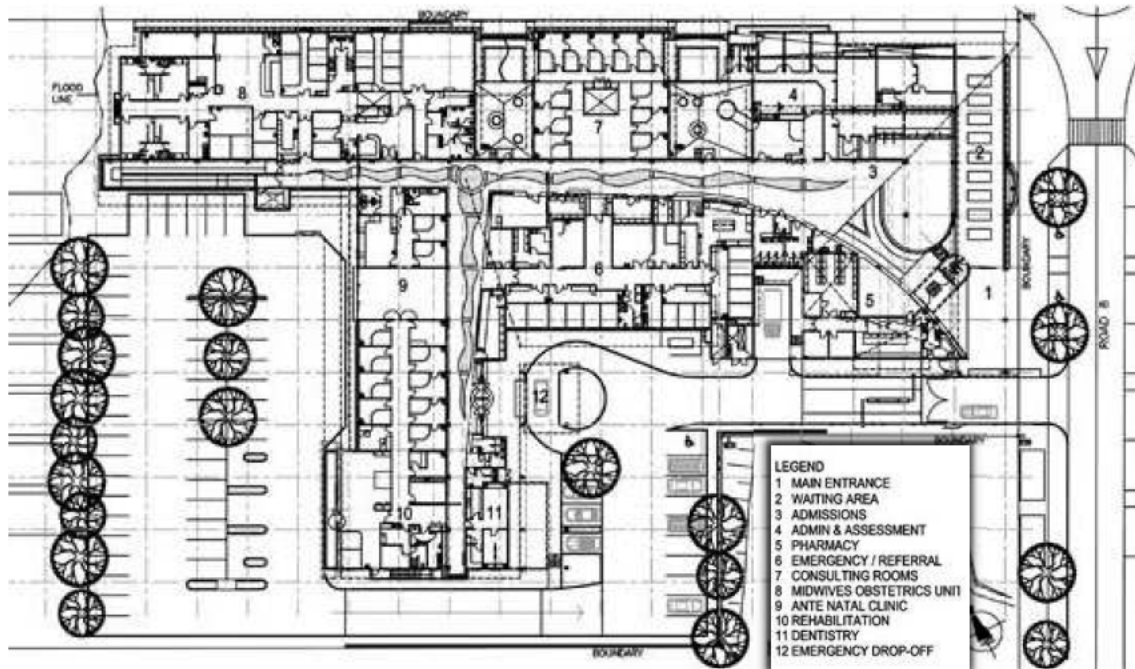 BOUNDARY
FLOOD
LINE
8
7
4
2
3
9
6
5
1
BOUNDARY
ROAD 8
12
BOUNDARY
10
11
LEGEND
1 MAIN ENTRANCE
2 WAITING AREA
3 ADMISSIONS
4 ADMIN & ASSESSMENT
5 PHARMACY
6 EMERGENCY / REFERRAL
7 CONSULTING ROOMS
8 MIDWIVES OBSTETRICS UNIT
9 ANTE NATAL CLINIC
10 REHABILITATION
11 DENTISTRY
12 EMERGENCY DROP-OFF
BOUNDARY